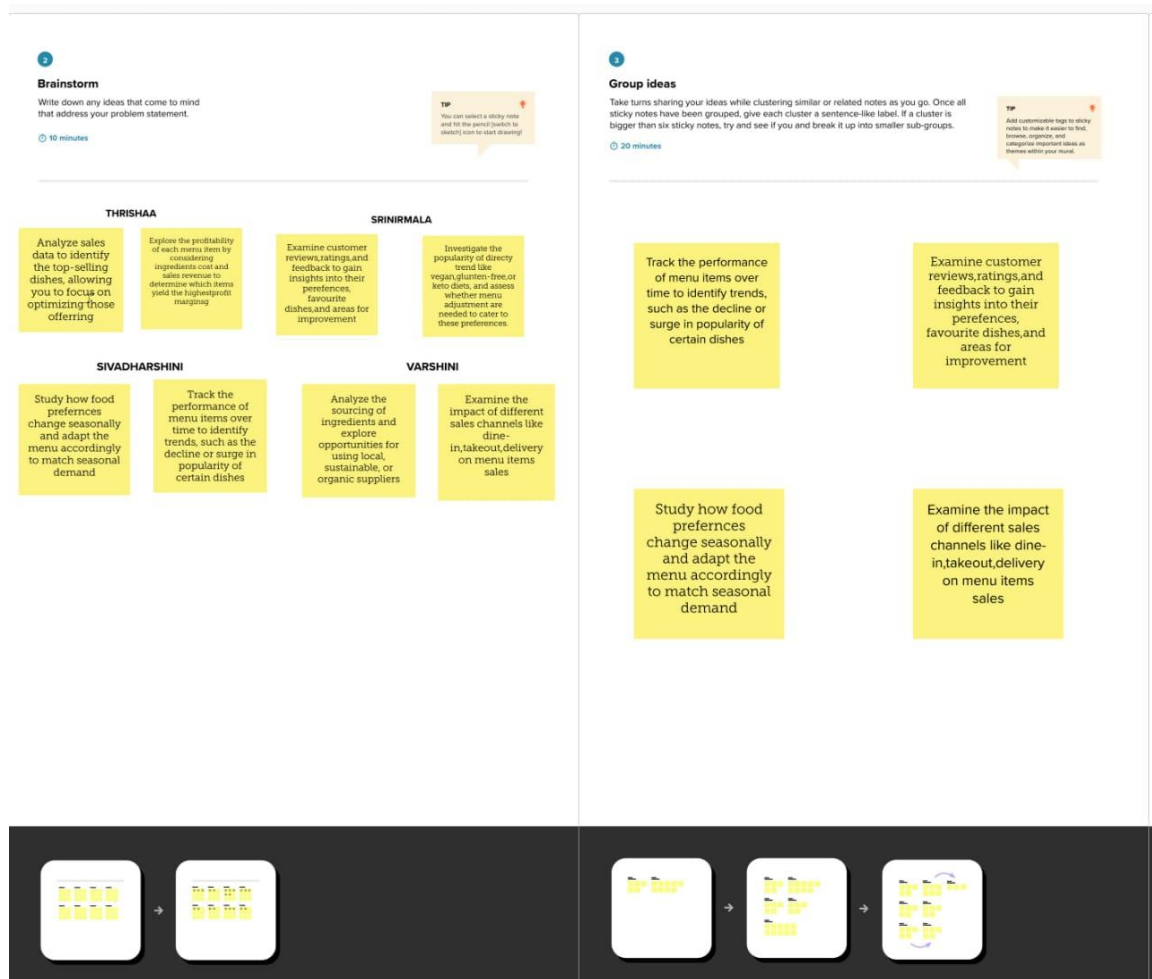 2
Brainstorm
Write down any ideas that come to mind
that address your problem statement.
10 minutes
TIP
You can select a sticky note
and hit the pencil [switch to
sketch] icon to start drawing!
THRISHAA
Analyze sales
data to identify
the top-selling
dishes, allowing
you to focus on
optimizing those
offerring
Explore the profitability
of each menu item by
considering
ingredients cost and
sales revenue to
determine which items
yield the highestprofit
marginsg
SRINIRMALA
Examine customer
reviews,ratings,and
feedback to gain
insights into their
perefences,
favourite
dishes,and areas for
improvement
Investigate the
popularity of directy
trend like
vegan,glunten-free,or
keto diets, and assess
whether menu
adjustment are
needed to cater to
these preferences.
SIVADHARSHINI
Study how food
prefernces
change seasonally
and adapt the
menu accordingly
to match seasonal
demand
Track the
performance of
menu items over
time to identify
trends, such as the
decline or surge in
popularity of
certain dishes
VARSHINI
Analyze the
sourcing of
ingredients and
explore
opportunities for
using local,
sustainable, or
organic suppliers
Examine the
impact of different
sales channels like
dine-
in,takeout,delivery
on menu items
sales
3
Group ideas
Take turns sharing your ideas while clustering similar or related notes as you go. Once all
sticky notes have been grouped, give each cluster a sentence-like label. If a cluster is
bigger than six sticky notes, try and see if you and break it up into smaller sub-groups.
20 minutes
TIP
Add customizable tags to sticky
notes to make it easier to find,
browse, organize, and
categorize important ideas as
themes within your mural.
Track the performance
of menu items over
time to identify trends,
such as the decline or
surge in popularity of
certain dishes
Examine customer
reviews,ratings,and
feedback to gain
insights into their
perefences,
favourite dishes,and
areas for
improvement
Study how food
prefernces
change seasonally
and adapt the
menu accordingly
to match seasonal
demand
Examine the impact
of different sales
channels like dine-
in,takeout,delivery
on menu items
sales